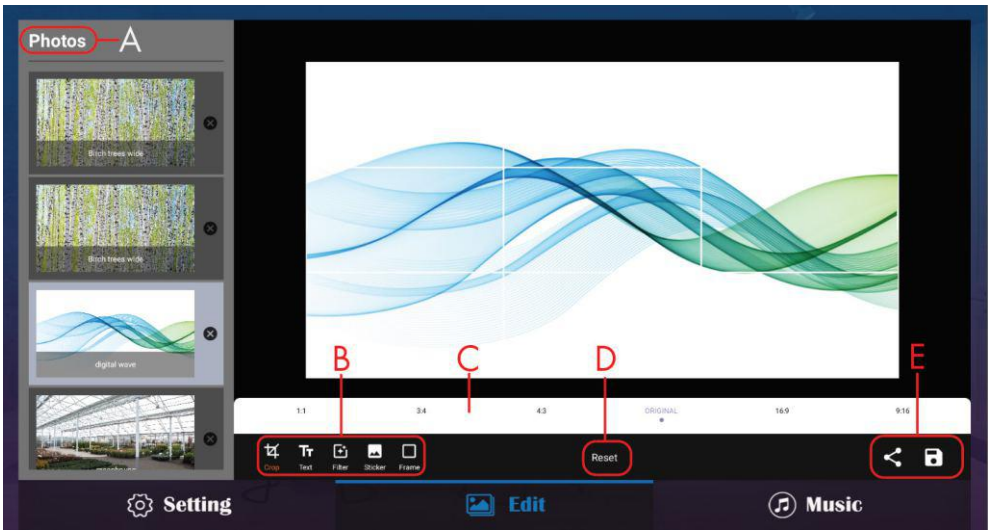 Photos
A
Birch trees wide
Birch trees wide
digital wave
B C D E
1:1 3:4 4:3 ORIGINAL 16:9 9:16
Crop Text Filter Sticker Frame
Reset
Setting Edit Music